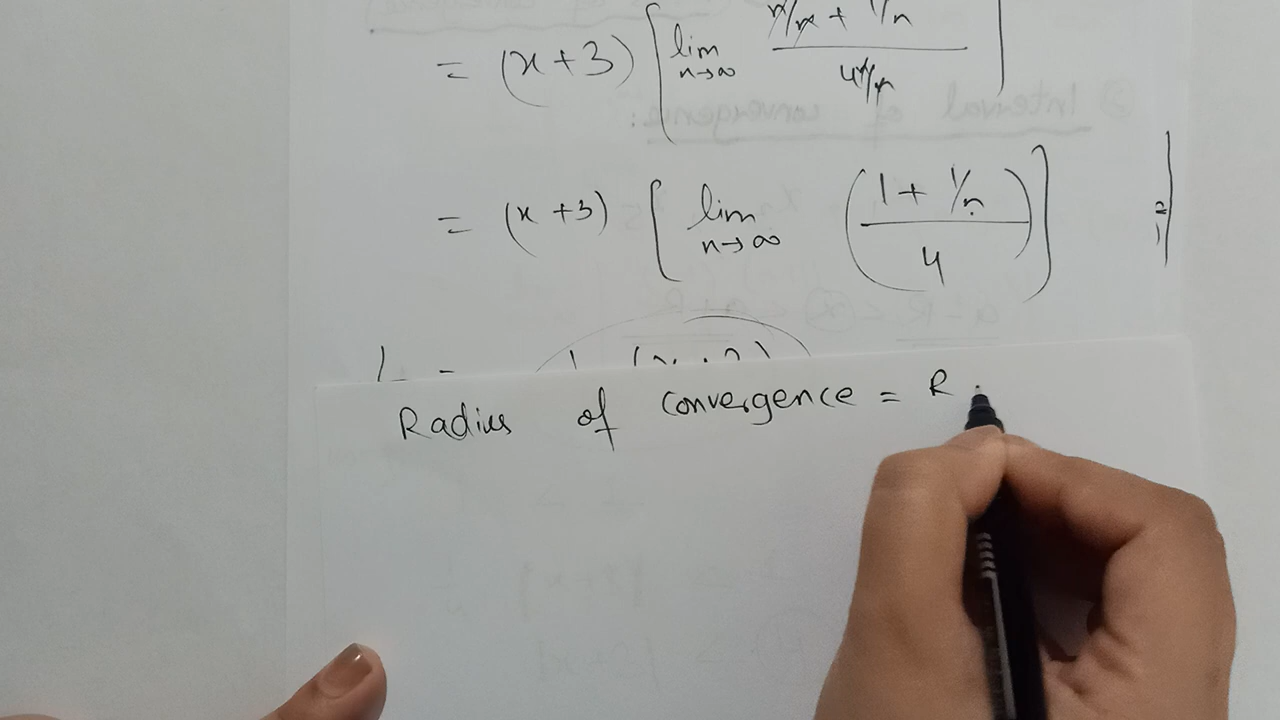 = (x+3) [ lim n→∞ n/n + 1/n / 4n/n ]
= (x+3) [ lim n→∞ ( 1 + 1/n / 4 ) ]
Radius of convergence = R